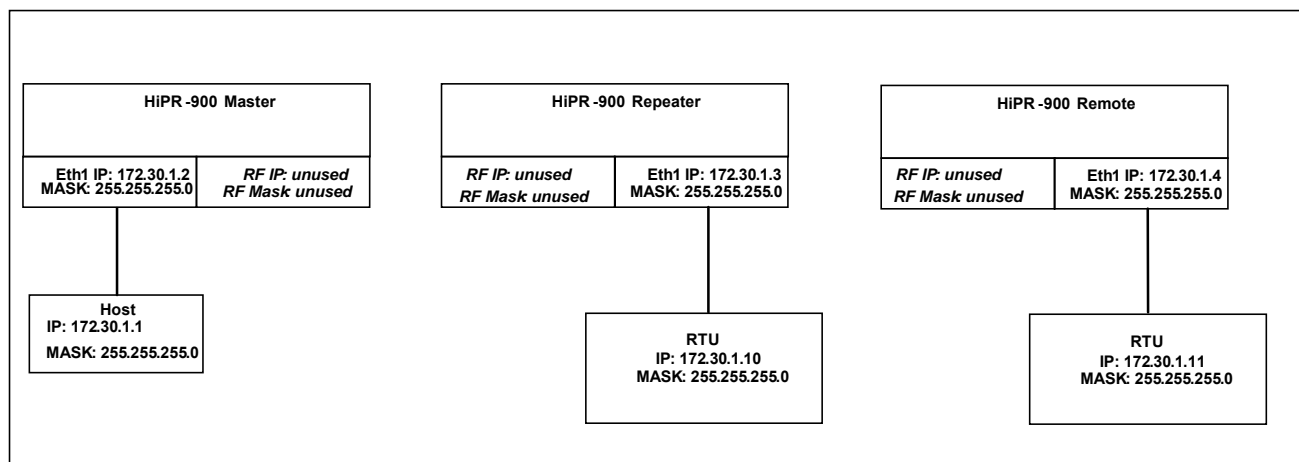 HiPR-900 Master
Eth1 IP: 172.30.1.2
MASK: 255.255.255.0
RF IP: unused
RF Mask unused
Host
IP: 172.30.1.1
MASK: 255.255.255.0
HiPR-900 Repeater
RF IP: unused
RF Mask unused
Eth1 IP: 172.30.1.3
MASK: 255.255.255.0
RTU
IP: 172.30.1.10
MASK: 255.255.255.0
HiPR-900 Remote
RF IP: unused
RF Mask unused
Eth1 IP: 172.30.1.4
MASK: 255.255.255.0
RTU
IP: 172.30.1.11
MASK: 255.255.255.0